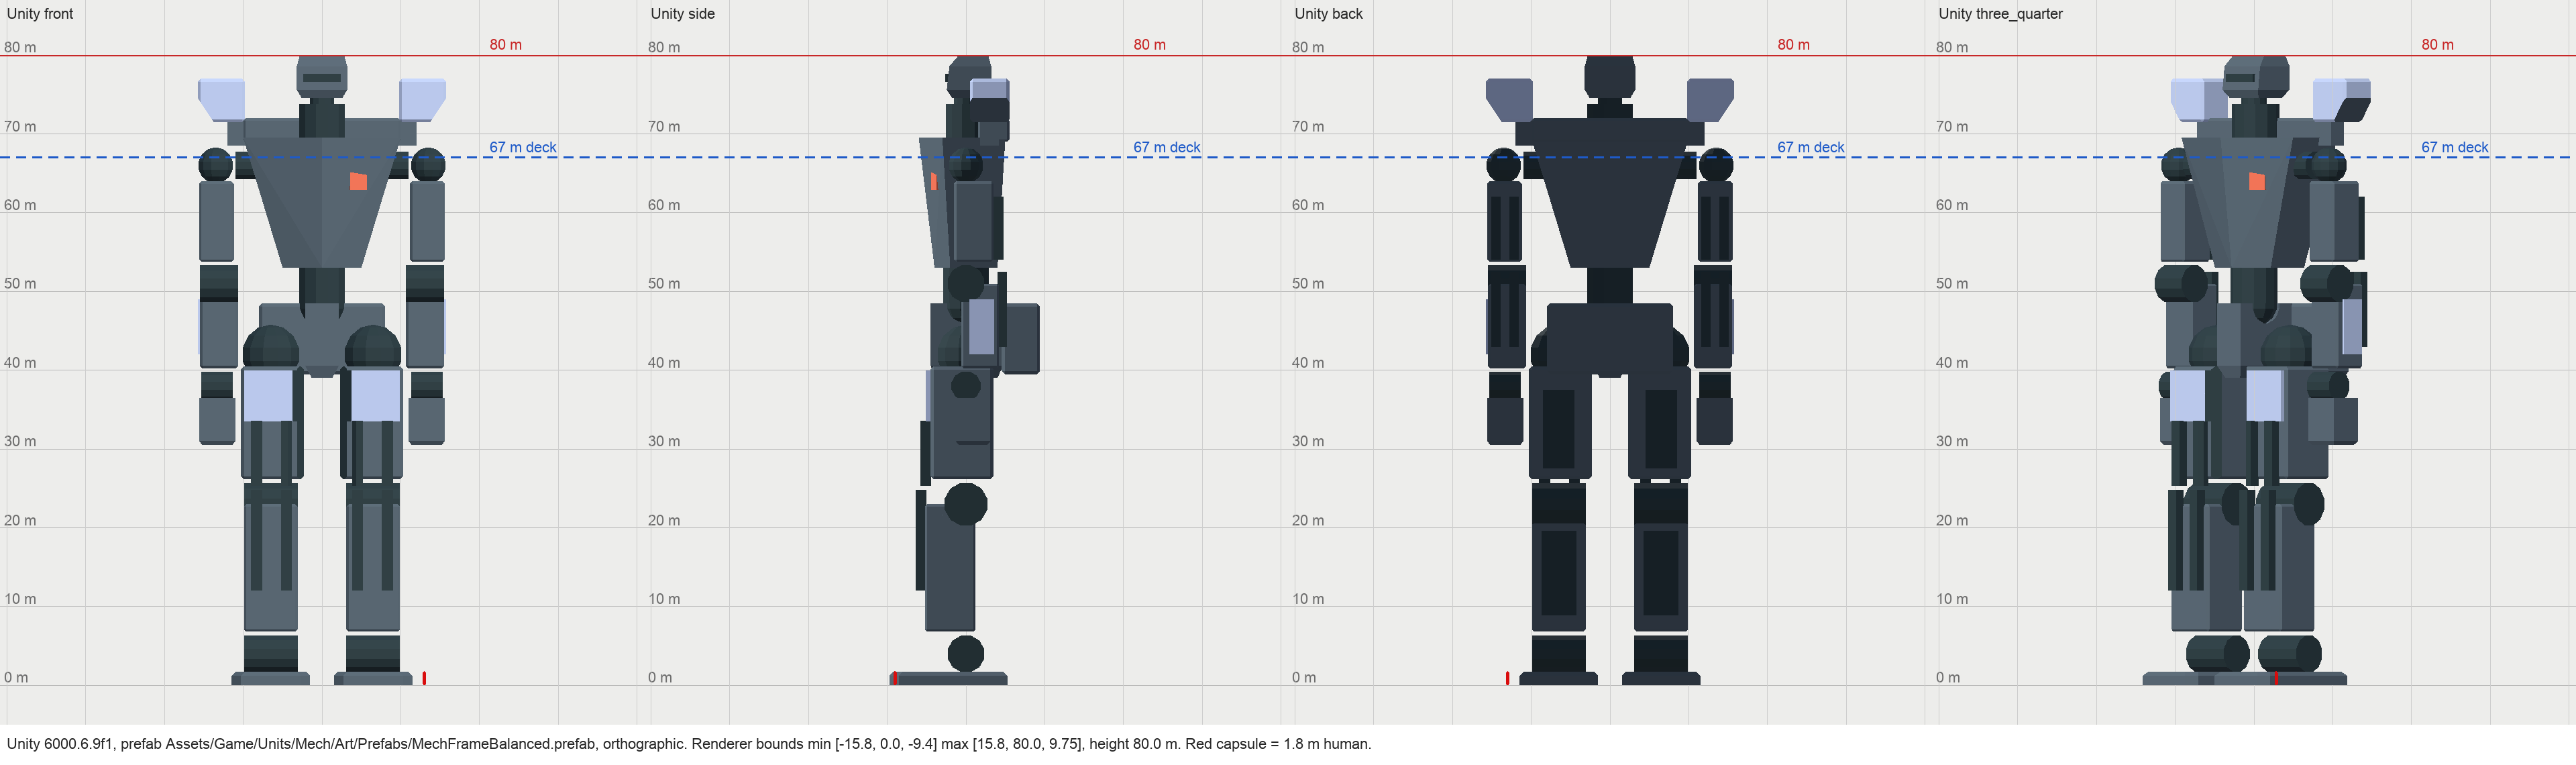 Unity front
80 m
80 m
67 m deck
70 m
60 m
50 m
40 m
30 m
20 m
10 m
0 m
Unity side
80 m
80 m
67 m deck
70 m
60 m
50 m
40 m
30 m
20 m
10 m
0 m
Unity back
80 m
80 m
67 m deck
70 m
60 m
50 m
40 m
30 m
20 m
10 m
0 m
Unity three_quarter
80 m
80 m
67 m deck
70 m
60 m
50 m
40 m
30 m
20 m
10 m
0 m
Unity 6000.6.9f1, prefab Assets/Game/Units/Mech/Art/Prefabs/MechFrameBalanced.prefab, orthographic. Renderer bounds min [-15.8, 0.0, -9.4] max [15.8, 80.0, 9.75], height 80.0 m. Red capsule = 1.8 m human.